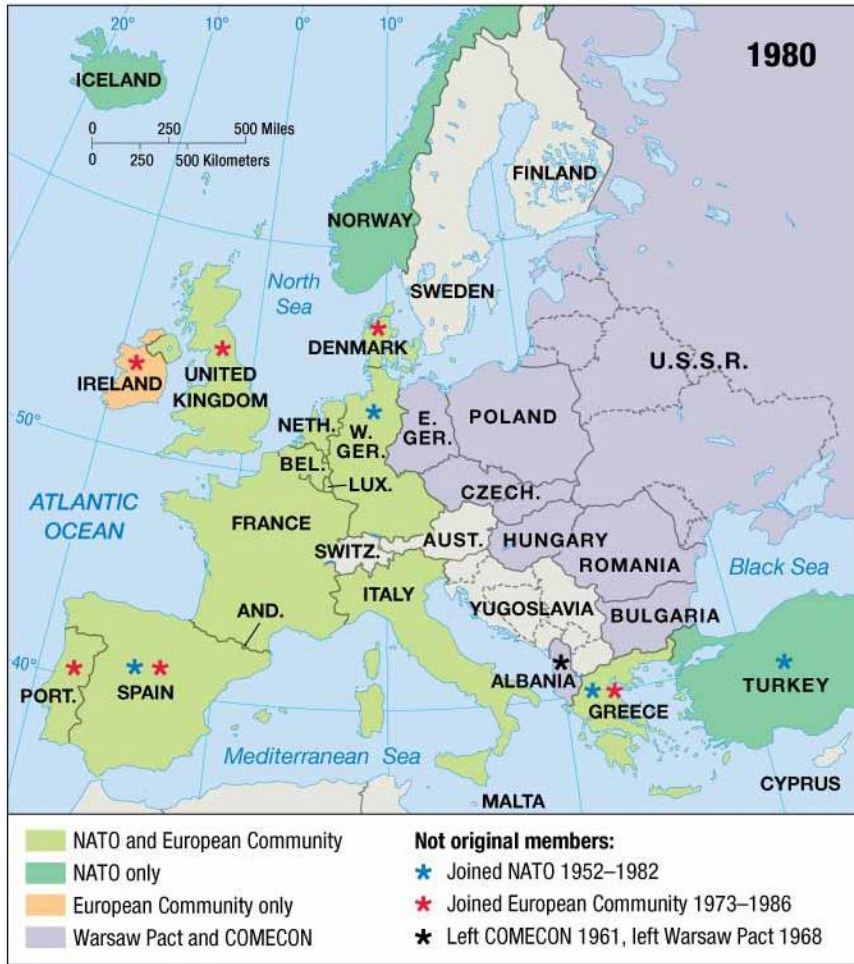 20°
10°
0°
10°
1980
ICELAND
0 250 500 Miles
0 250 500 Kilometers
FINLAND
NORWAY
North
Sea
SWEDEN
DENMARK
U.S.S.R.
IRELAND
UNITED
KINGDOM
50°
NETH.
W.
GER.
E.
GER.
POLAND
BEL.
LUX.
CZECH.
ATLANTIC
OCEAN
FRANCE
SWITZ.
AUST.
HUNGARY
ROMANIA
Black Sea
ITALY
YUGOSLAVIA
BULGARIA
AND.
40°
PORT.
SPAIN
ALBANIA
GREECE
TURKEY
Mediterranean Sea
MALTA
CYPRUS
NATO and European Community
NATO only
European Community only
Warsaw Pact and COMECON
Not original members:
* Joined NATO 1952–1982
* Joined European Community 1973–1986
* Left COMECON 1961, left Warsaw Pact 1968